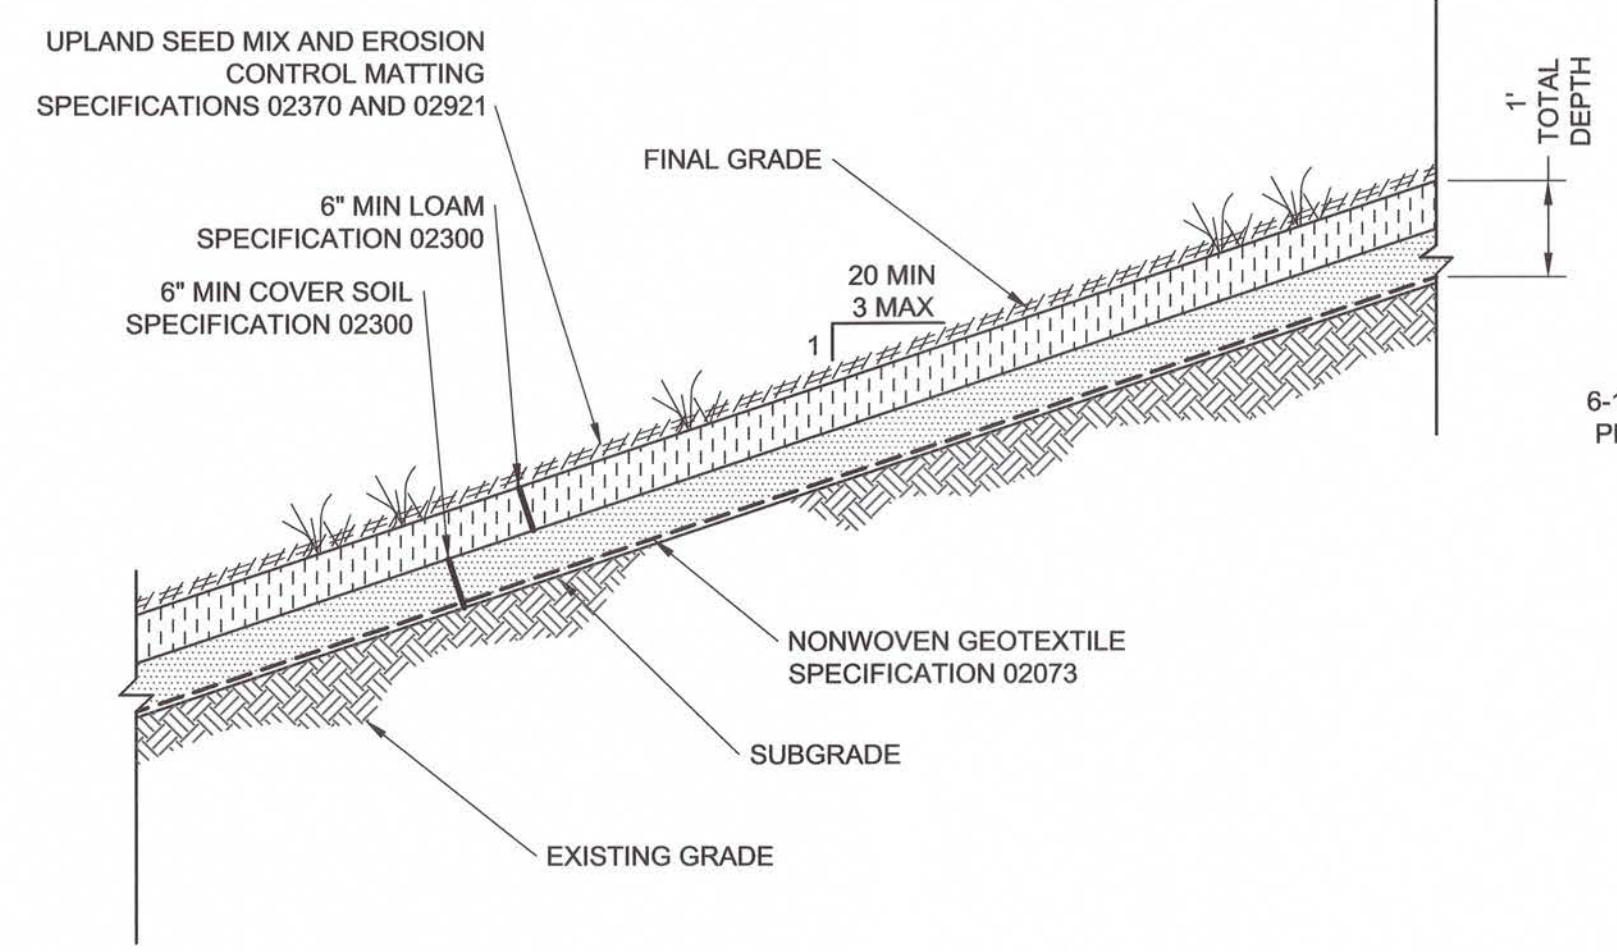 UPLAND SEED MIX AND EROSION
CONTROL MATTING
SPECIFICATIONS 02370 AND 02921
6" MIN LOAM
SPECIFICATION 02300
6" MIN COVER SOIL
SPECIFICATION 02300
FINAL GRADE
20 MIN
3 MAX
1
1'
TOTAL
DEPTH
NONWOVEN GEOTEXTILE
SPECIFICATION 02073
SUBGRADE
EXISTING GRADE